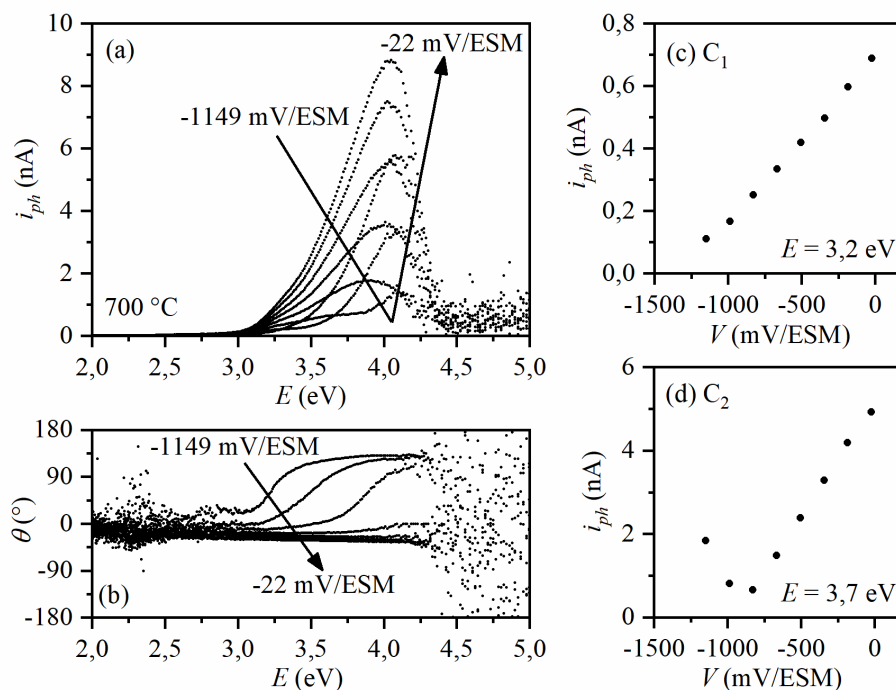 (a)
-22 mV/ESM
-1149 mV/ESM
700 °C
10
8
6
4
2
0
i_ph (nA)
2,0 2,5 3,0 3,5 4,0 4,5 5,0
E (eV)
(b)
-1149 mV/ESM
-22 mV/ESM
180
90
0
-90
-180
θ (°)
2,0 2,5 3,0 3,5 4,0 4,5 5,0
E (eV)
(c) C₁
E = 3,2 eV
0,8
0,6
0,4
0,2
0,0
i_ph (nA)
-1500 -1000 -500 0
V (mV/ESM)
(d) C₂
E = 3,7 eV
6
4
2
0
i_ph (nA)
-1500 -1000 -500 0
V (mV/ESM)